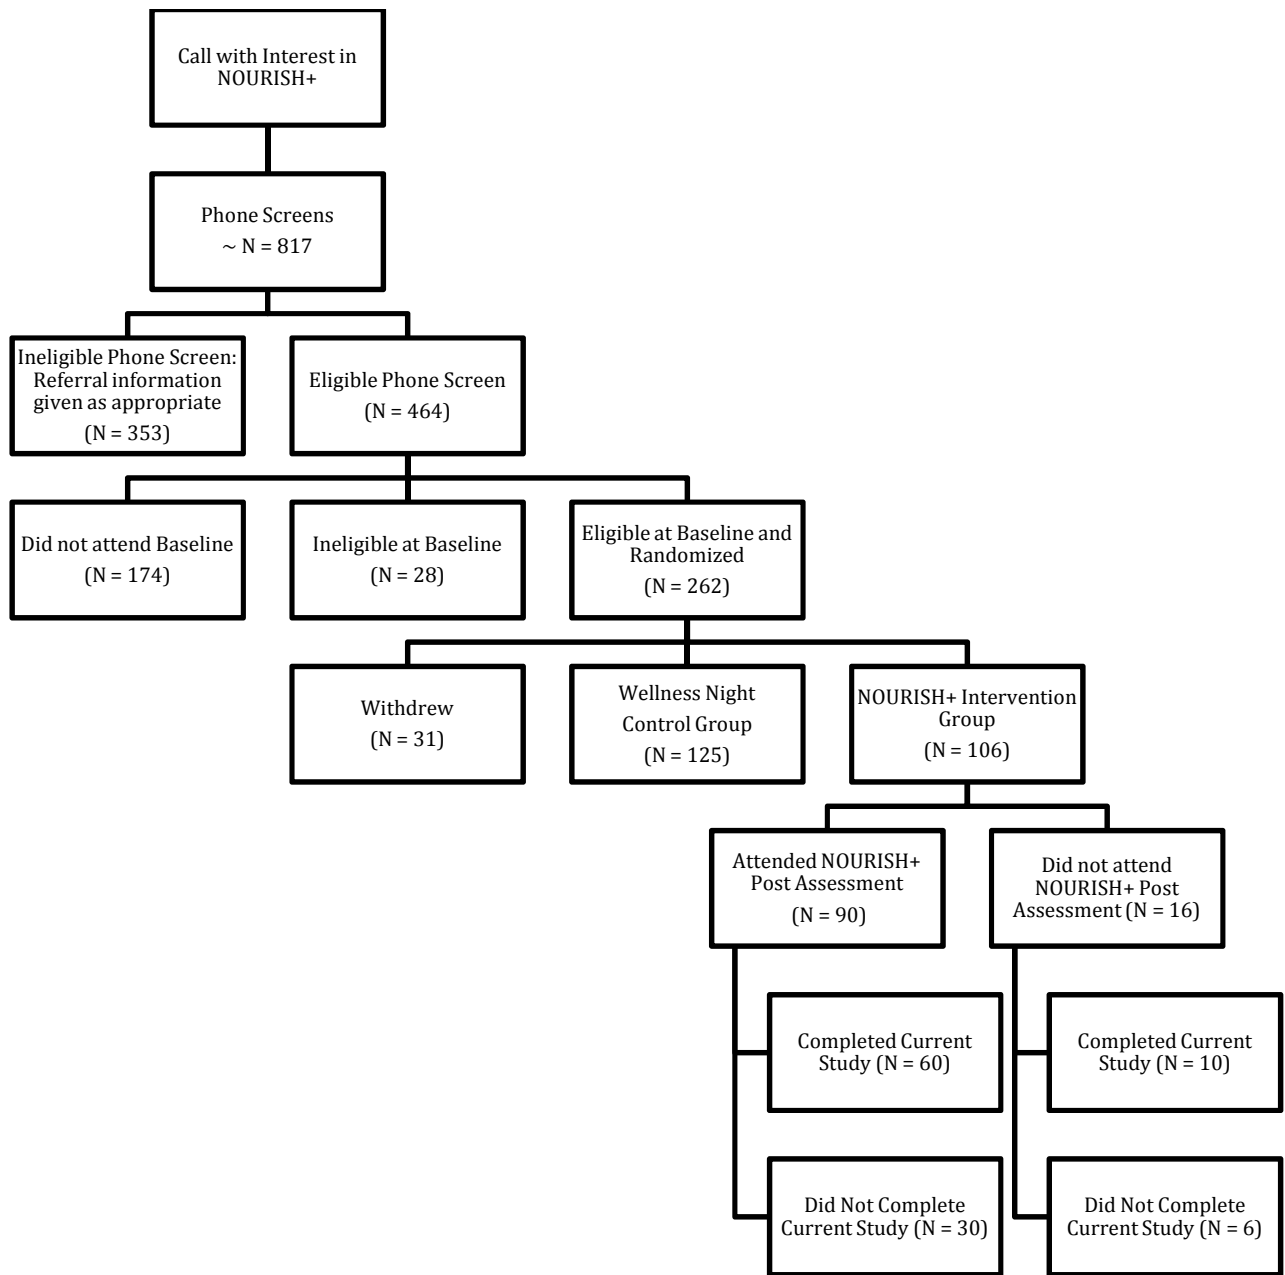 Call with Interest in
NOURISH+
Phone Screens
~ N = 817
Ineligible Phone Screen:
Referral information
given as appropriate
(N = 353)
Eligible Phone Screen
(N = 464)
Did not attend Baseline
(N = 174)
Ineligible at Baseline
(N = 28)
Eligible at Baseline and
Randomized
(N = 262)
Withdrew
(N = 31)
Wellness Night
Control Group
(N = 125)
NOURISH+ Intervention
Group
(N = 106)
Attended NOURISH+
Post Assessment
(N = 90)
Did not attend
NOURISH+ Post
Assessment (N = 16)
Completed Current
Study (N = 60)
Completed Current
Study (N = 10)
Did Not Complete
Current Study (N = 30)
Did Not Complete
Current Study (N = 6)